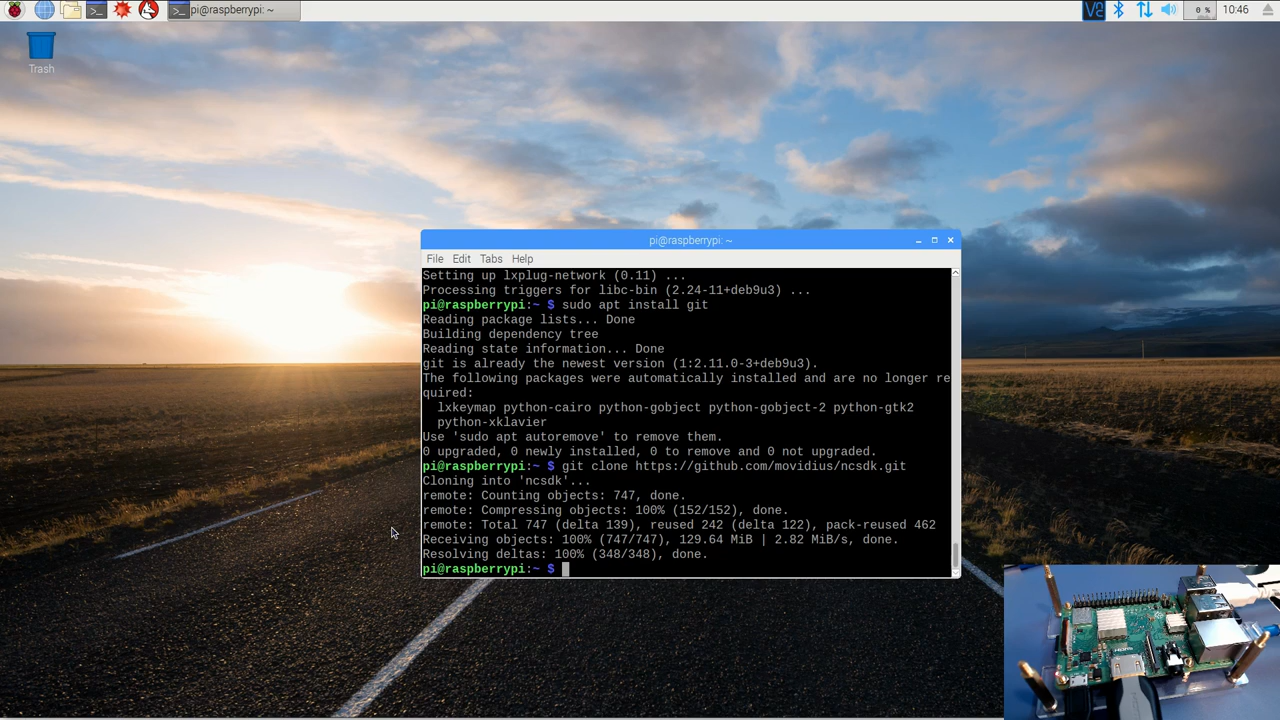 pi@raspberrypi: ~
0 %
10:46
Trash
pi@raspberrypi: ~
File Edit Tabs Help
Setting up lxplug-network (0.11) ...
Processing triggers for libc-bin (2.24-11+deb9u3) ...
pi@raspberrypi:~ $ sudo apt install git
Reading package lists... Done
Building dependency tree
Reading state information... Done
git is already the newest version (1:2.11.0-3+deb9u3).
The following packages were automatically installed and are no longer re
quired:
lxkeymap python-cairo python-gobject python-gobject-2 python-gtk2
python-xklavier
Use 'sudo apt autoremove' to remove them.
0 upgraded, 0 newly installed, 0 to remove and 0 not upgraded.
pi@raspberrypi:~ $ git clone https://github.com/movidius/ncsdk.git
Cloning into 'ncsdk'...
remote: Counting objects: 747, done.
remote: Compressing objects: 100% (152/152), done.
remote: Total 747 (delta 139), reused 242 (delta 122), pack-reused 462
Receiving objects: 100% (747/747), 129.64 MiB | 2.82 MiB/s, done.
Resolving deltas: 100% (348/348), done.
pi@raspberrypi:~ $